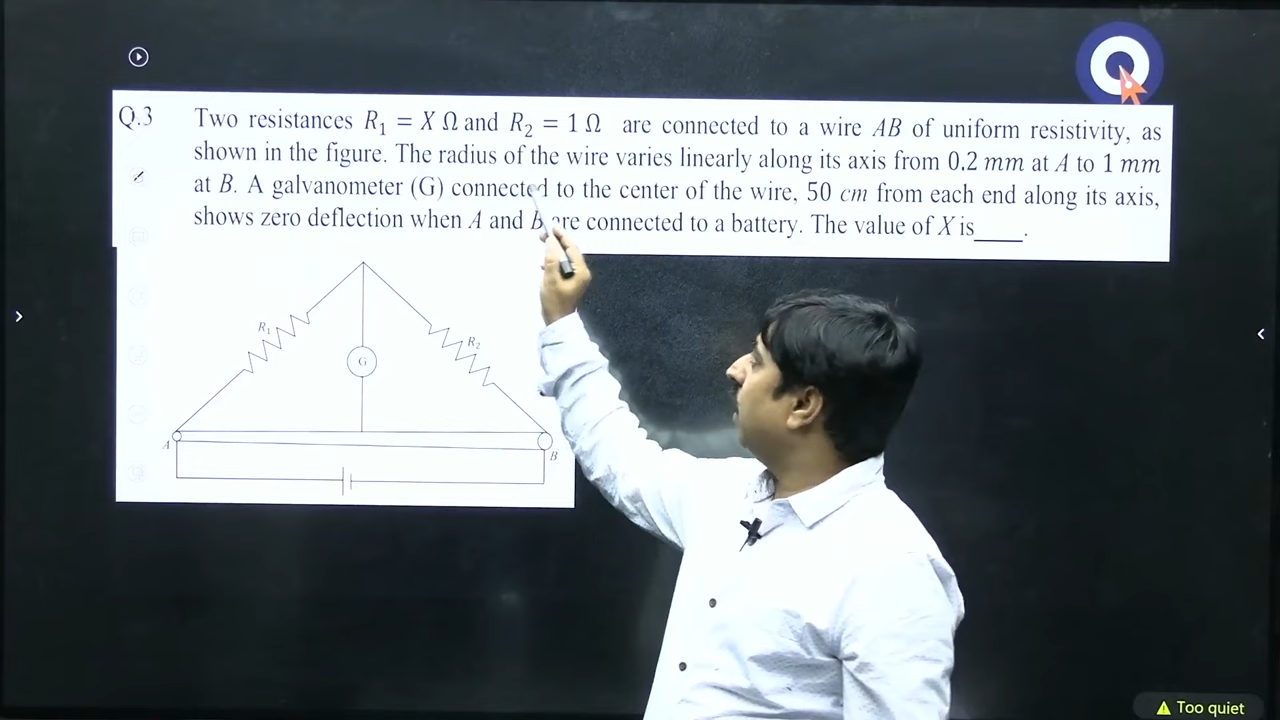 Q.3 Two resistances R₁ = X Ω and R₂ = 1 Ω are connected to a wire AB of uniform resistivity, as
shown in the figure. The radius of the wire varies linearly along its axis from 0.2 mm at A to 1 mm
at B. A galvanometer (G) connected to the center of the wire, 50 cm from each end along its axis,
shows zero deflection when A and B are connected to a battery. The value of X is____.
R₁
R₂
G
A
B
Too quiet